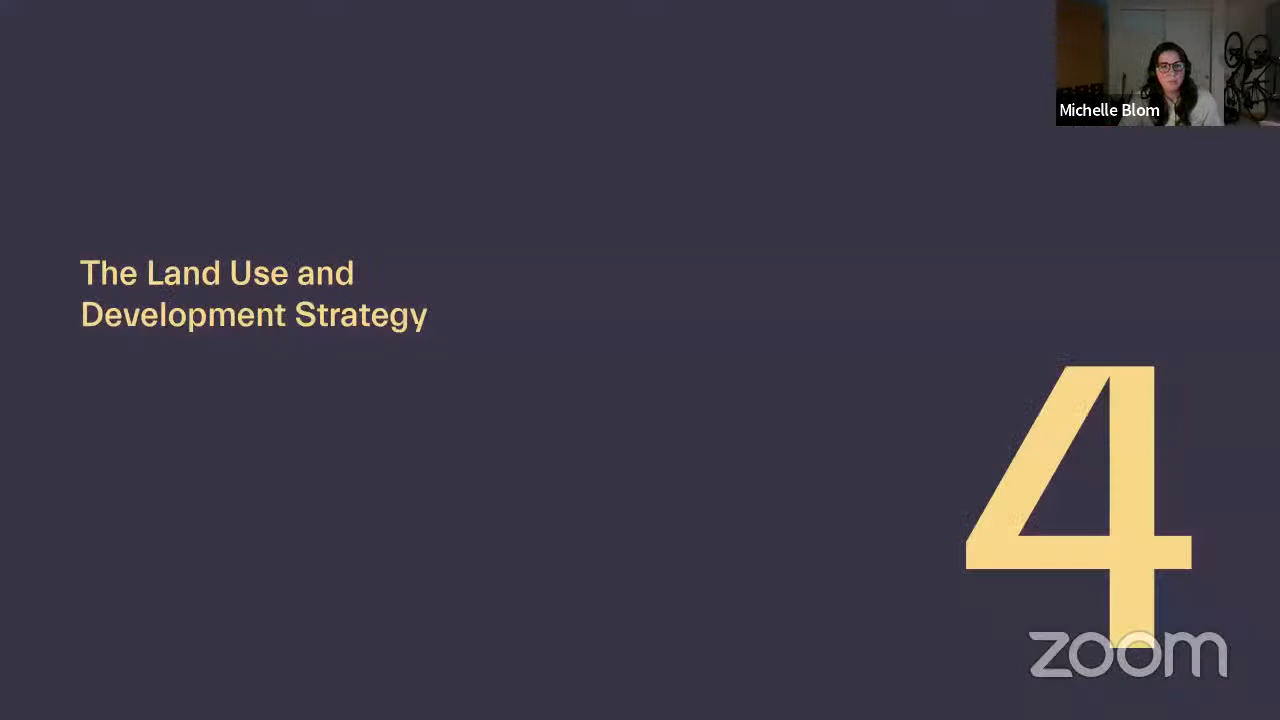 Michelle Blom
The Land Use and
Development Strategy
4
zoom